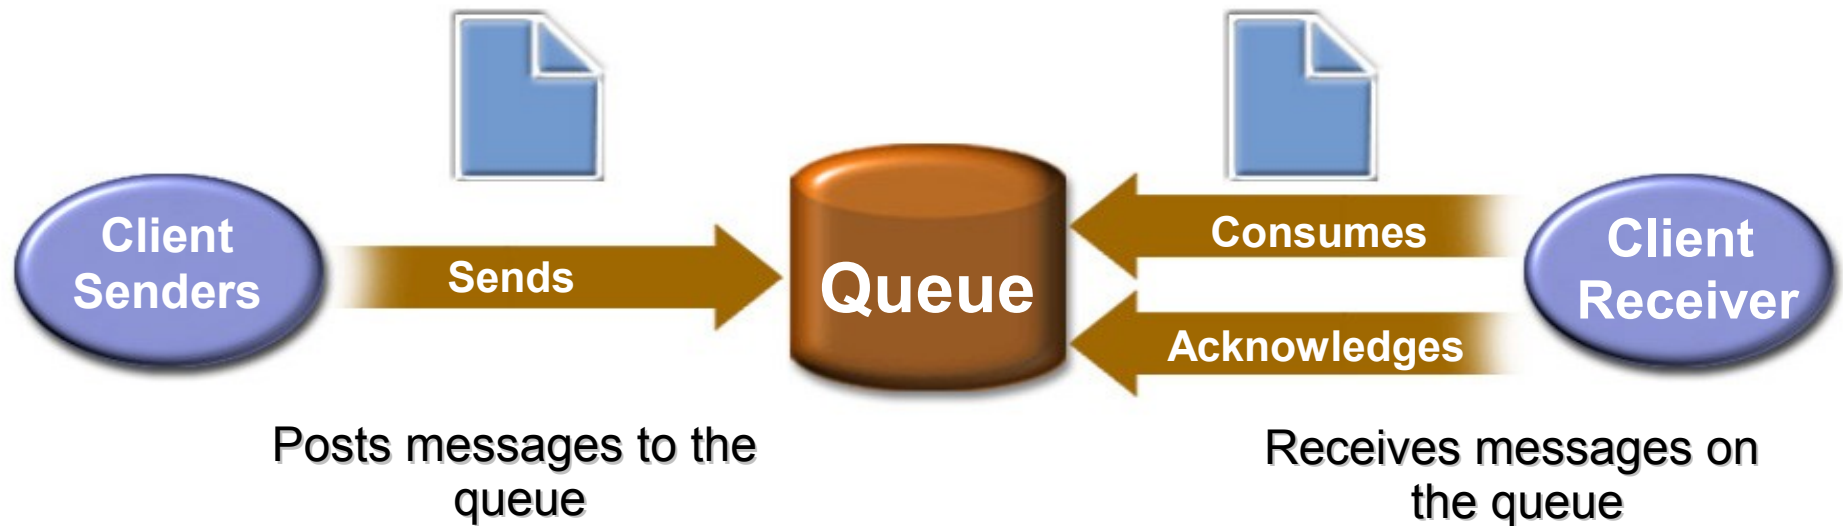 Client
Senders
Sends
Queue
Consumes
Acknowledges
Client
Receiver
Posts messages to the
queue
Receives messages on
the queue